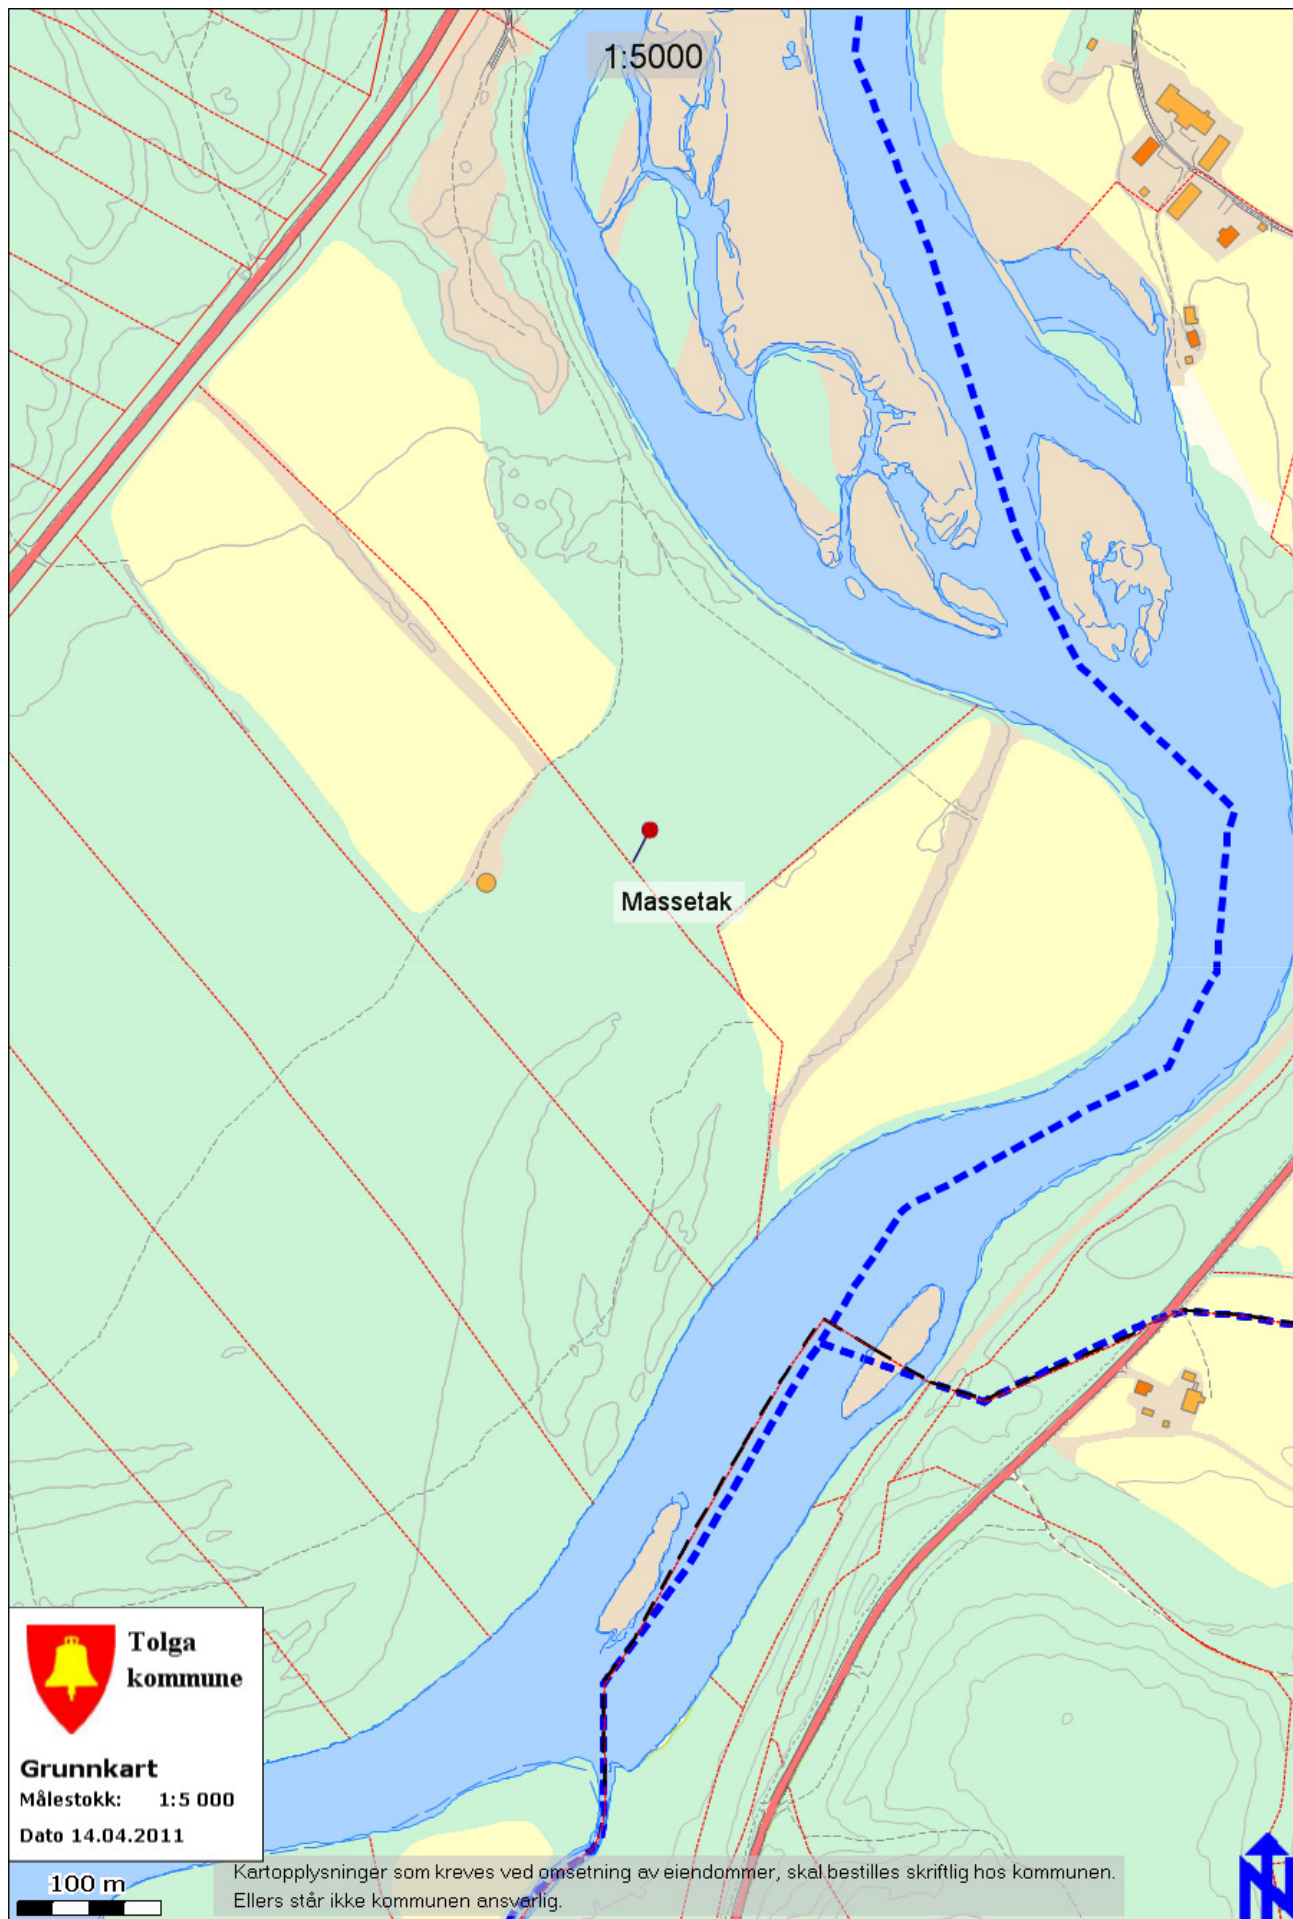 1:5000
Massetak
Tolga
kommune
Grunnkart
Målestokk: 1:5 000
Dato 14.04.2011
100 m
Kartopplysninger som kreves ved omsetning av eiendommer, skal bestilles skriftlig hos kommunen.
Ellers står ikke kommunen ansvarlig.
N